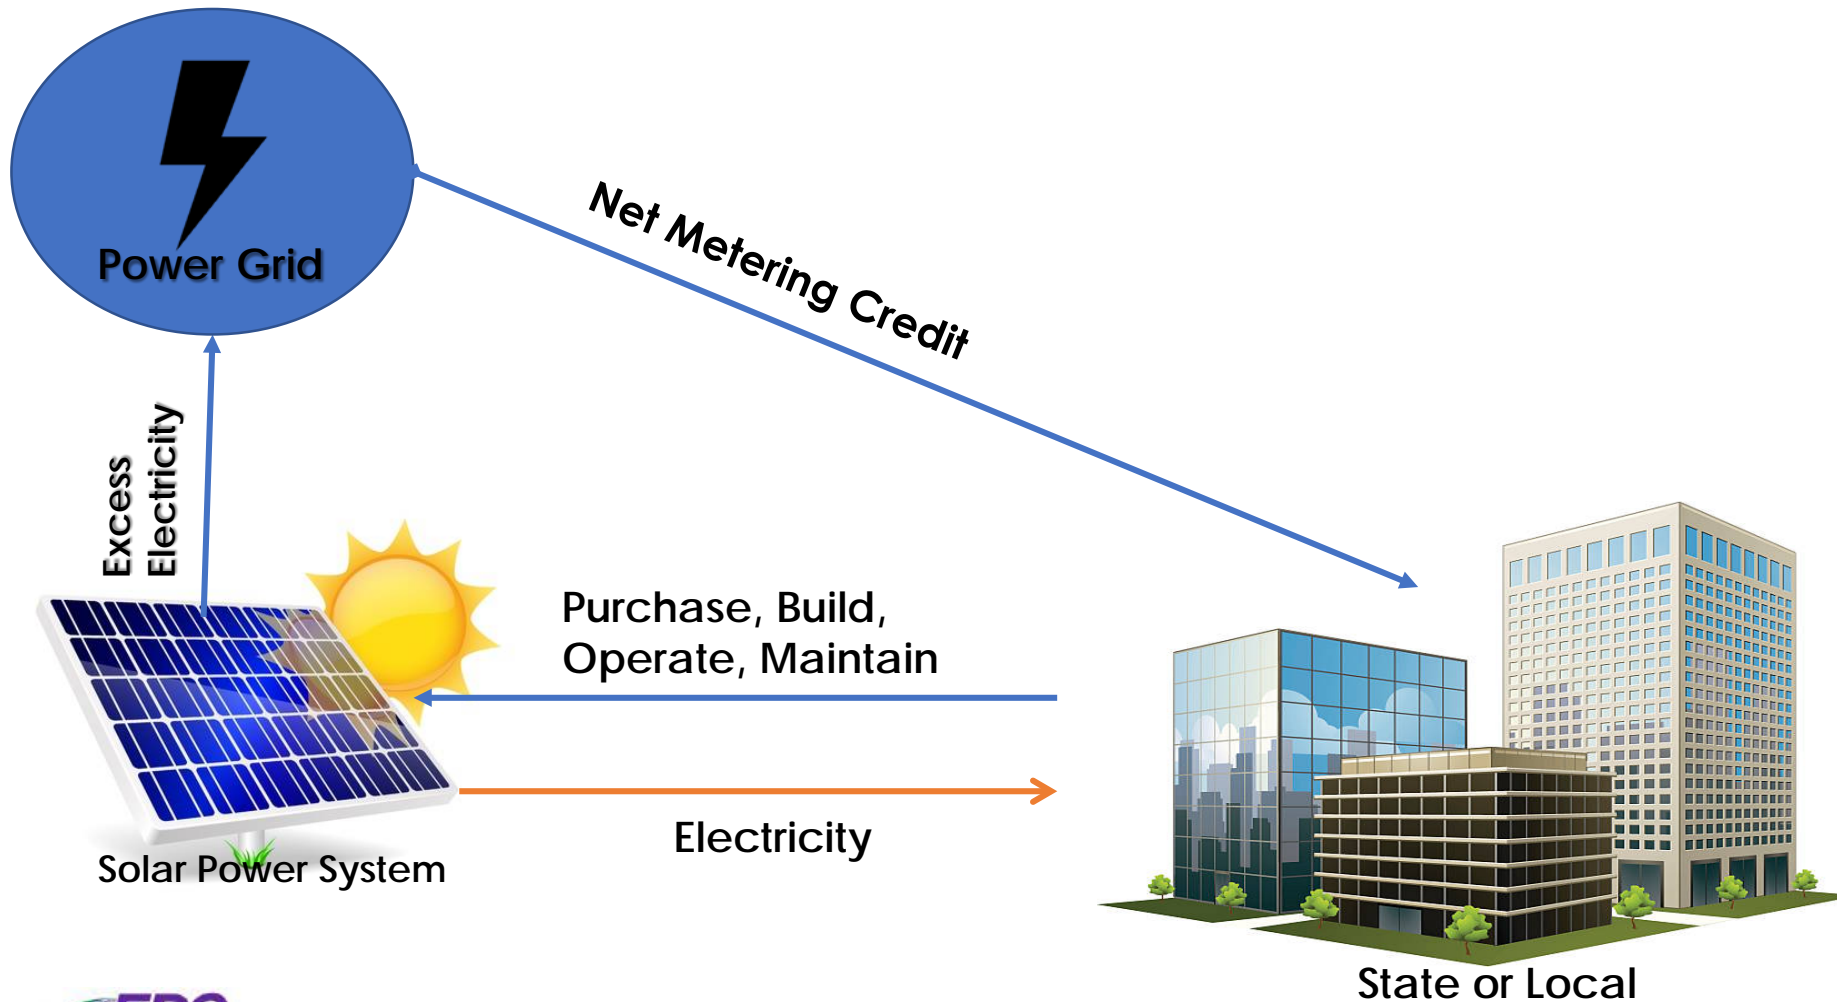 Power Grid
Net Metering Credit
Excess
Electricity
Purchase, Build,
Operate, Maintain
Electricity
Solar Power System
State or Local